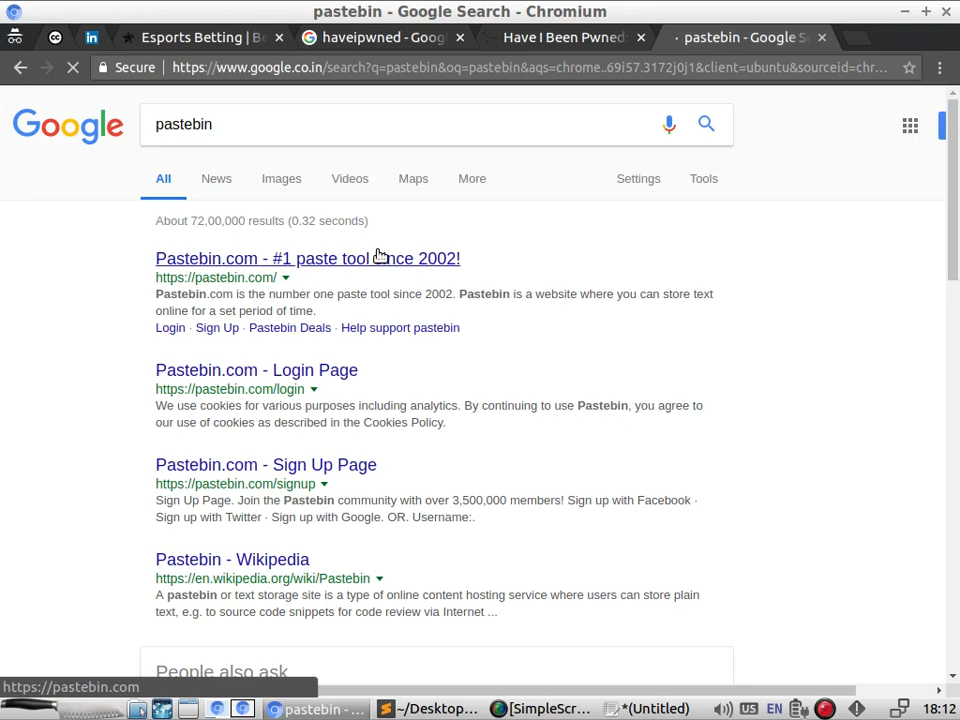 pastebin - Google Search - Chromium
Esports Betting | B
haveipwned - Goog
Have I Been Pwned
pastebin - Google S
Secure
https://www.google.co.in/search?q=pastebin&oq=pastebin&aqs=chrome..69i57.3172j0j1&client=ubuntu&sourceid=chr...
Google
pastebin
All News Images Videos Maps More Settings Tools
About 72,00,000 results (0.32 seconds)
Pastebin.com - #1 paste tool since 2002!
https://pastebin.com/
Pastebin.com is the number one paste tool since 2002. Pastebin is a website where you can store text
online for a set period of time.
Login · Sign Up · Pastebin Deals · Help support pastebin
Pastebin.com - Login Page
https://pastebin.com/login
We use cookies for various purposes including analytics. By continuing to use Pastebin, you agree to
our use of cookies as described in the Cookies Policy.
Pastebin.com - Sign Up Page
https://pastebin.com/signup
Sign Up Page. Join the Pastebin community with over 3,500,000 members! Sign up with Facebook ·
Sign up with Twitter · Sign up with Google. OR. Username:.
Pastebin - Wikipedia
https://en.wikipedia.org/wiki/Pastebin
A pastebin or text storage site is a type of online content hosting service where users can store plain
text, e.g. to source code snippets for code review via Internet ...
People also ask
https://pastebin.com
pastebin - ...
~/Desktop...
[SimpleScr...
*(Untitled)
US
EN
18:12